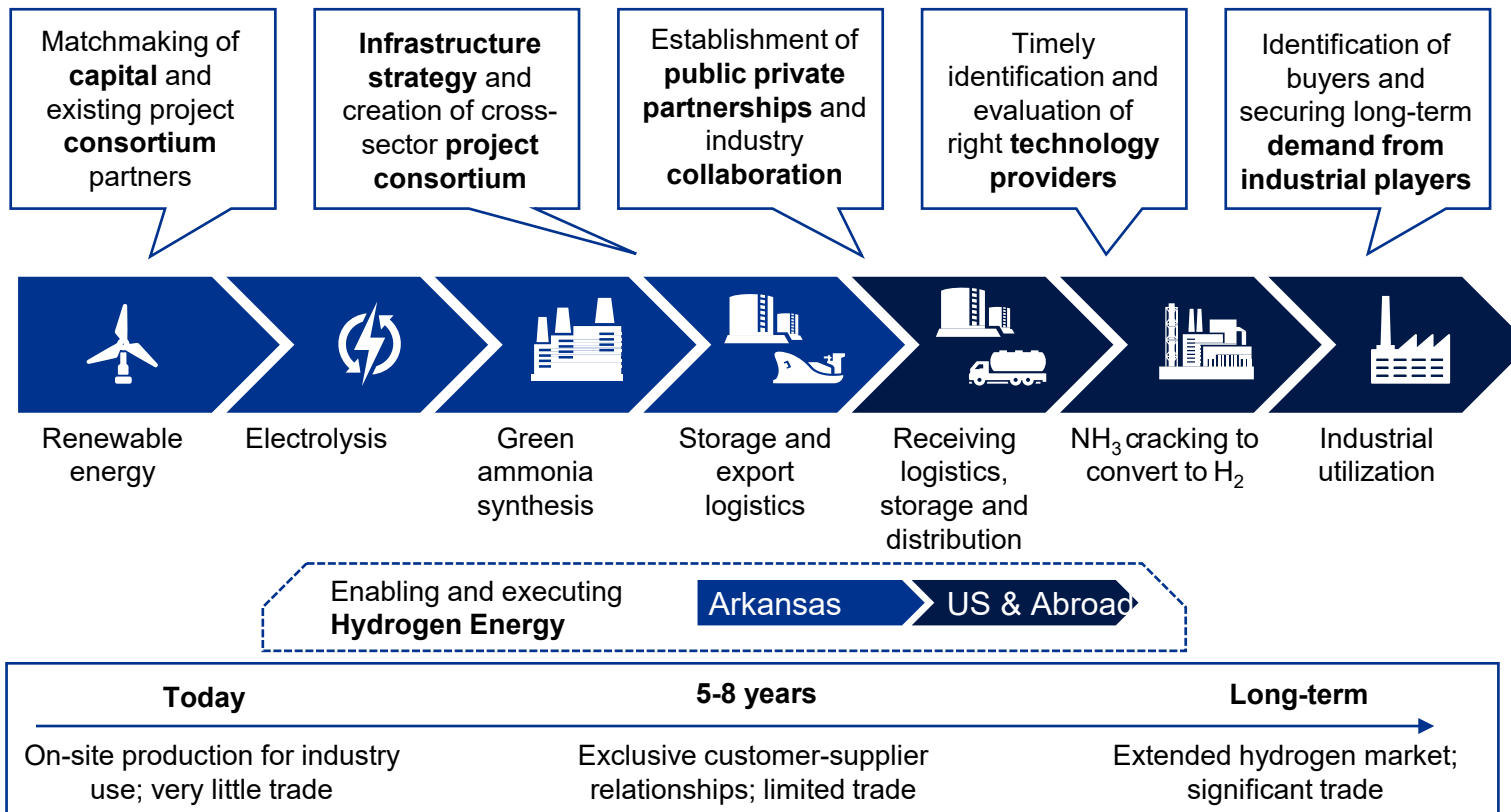 Matchmaking of
capital and
existing project
consortium
partners
Infrastructure
strategy and
creation of cross-
sector project
consortium
Establishment of
public private
partnerships and
industry
collaboration
Timely
identification and
evaluation of
right technology
providers
Identification of
buyers and
securing long-term
demand from
industrial players
Renewable
energy
Electrolysis
Green
ammonia
synthesis
Storage and
export
logistics
Receiving
logistics,
storage and
distribution
NH₃ cracking to
convert to H₂
Industrial
utilization
Enabling and executing
Hydrogen Energy
Arkansas
US & Abroad
Today
5-8 years
Long-term
On-site production for industry
use; very little trade
Exclusive customer-supplier
relationships; limited trade
Extended hydrogen market;
significant trade